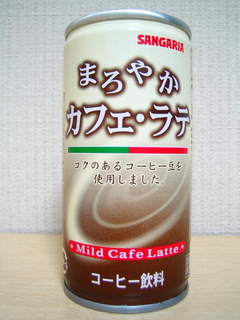 SANGARIA
まろやか
カフェ・ラテ
コクのあるコーヒー豆を
使用しました。
・Mild Cafe Latte・
コーヒー飲料